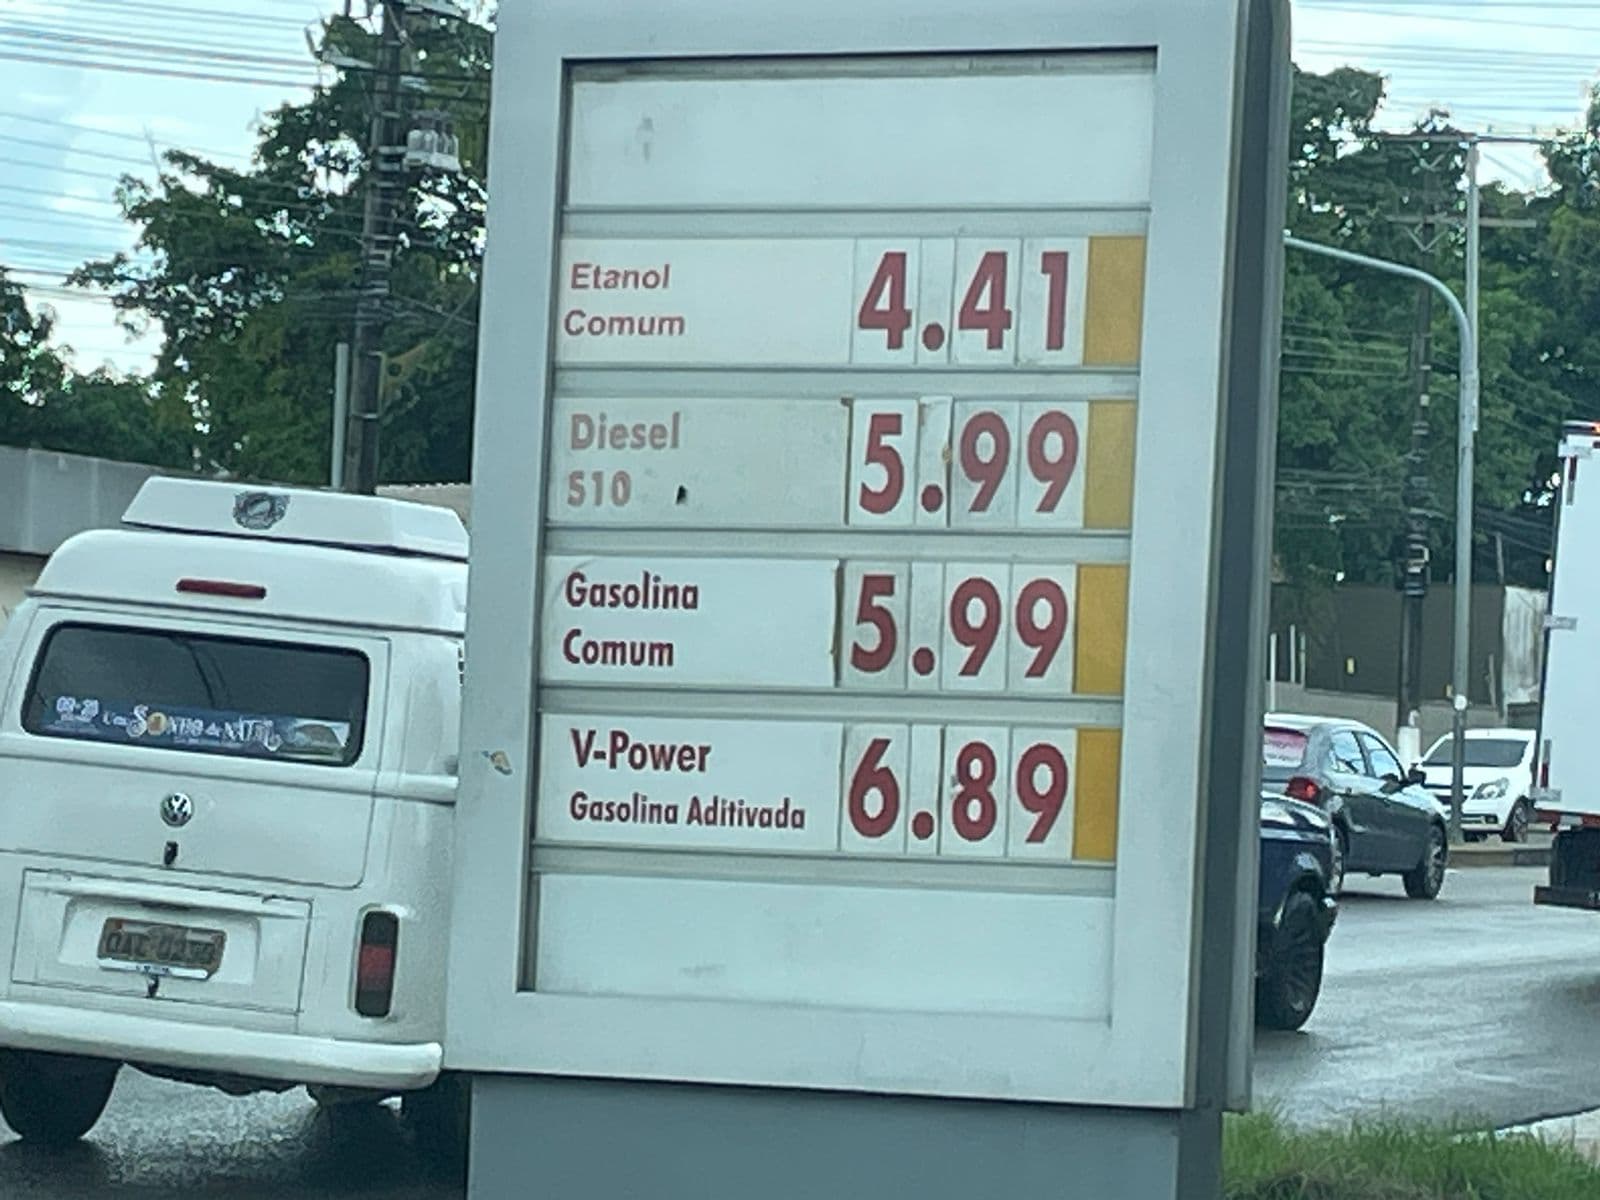 Etanol
Comum
4.41
Diesel
S10
5.99
Gasolina
Comum
5.99
V-Power
Gasolina Aditivada
6.89